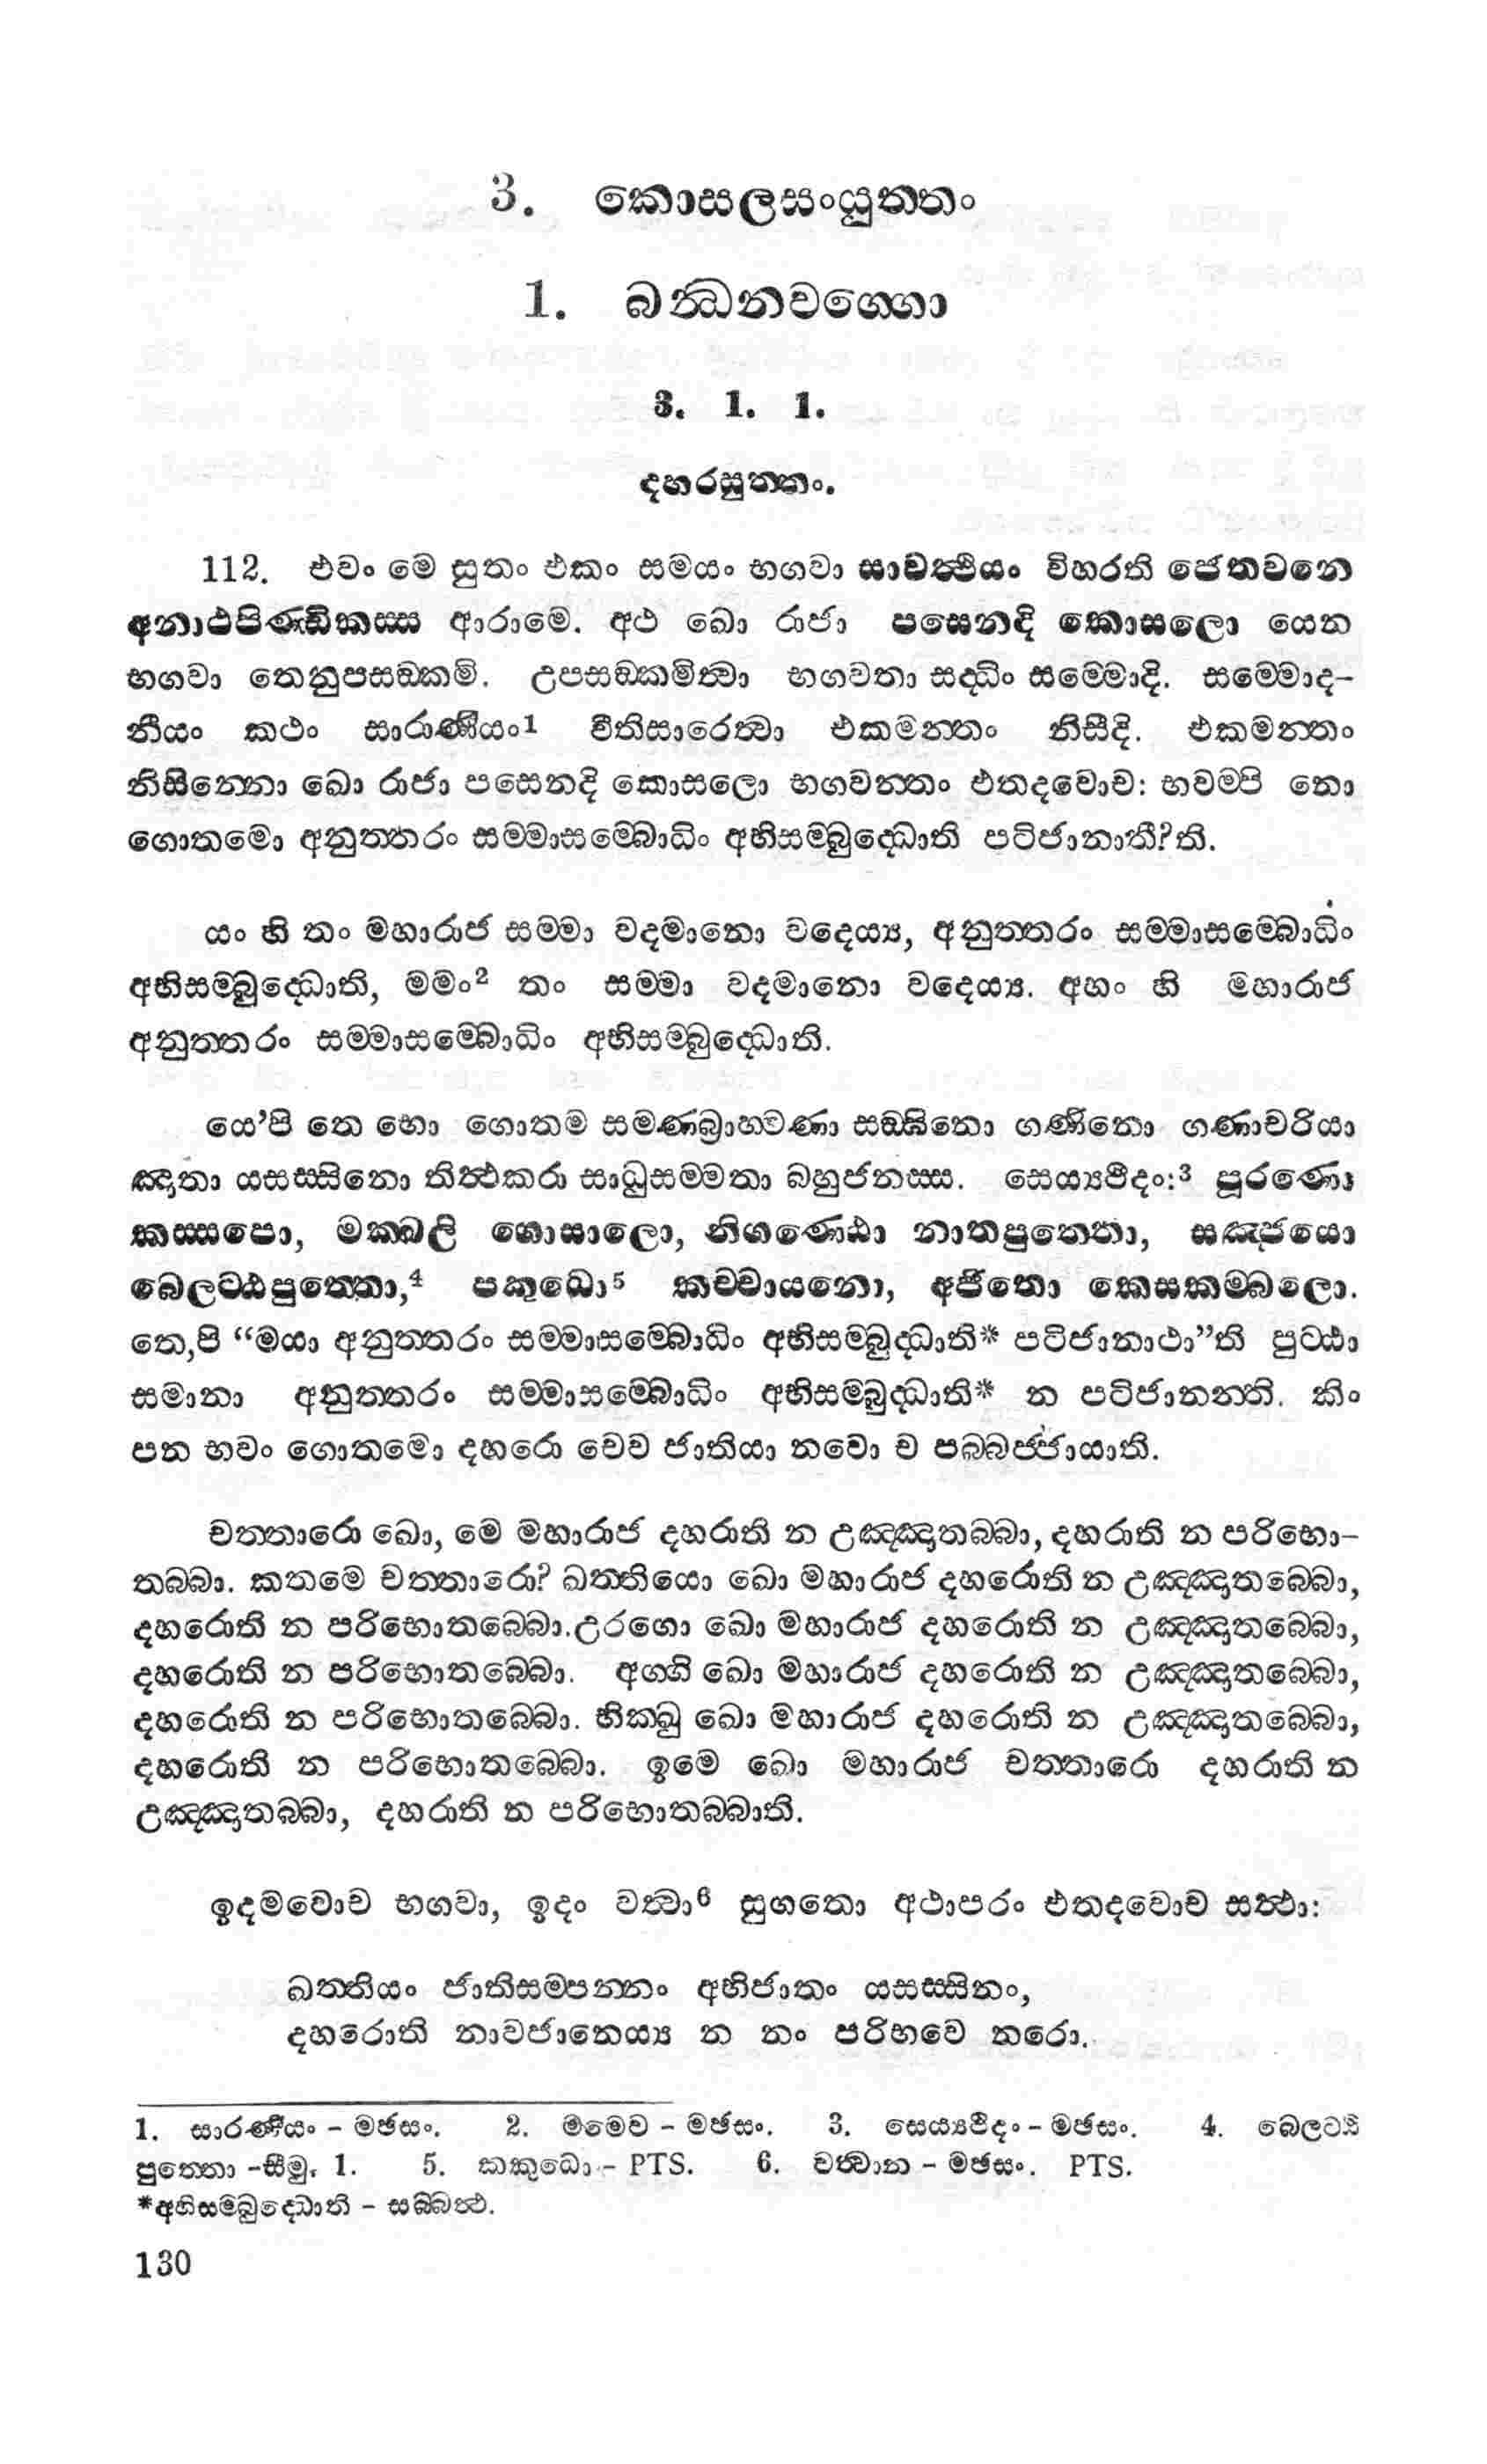 3. කොසලසංයුත්තං
1. බන්ධනවග්ගො
3. 1. 1.
දහරසුත්තං.
112. එවං මෙ සුතං එකං සමයං භගවා සාවත්ථියං විහරති ජෙතවනෙ
අනාථපිණ්ඩිකස්ස ආරාමෙ. අථ ඛො රාජා පසෙනදි කොසලො යෙන
භගවා තෙනුපසඞ්කමි. උපසඞ්කමිත්වා භගවතා සද්ධිං සම්මොදි. සම්මොද-
නීයං කථං සාරාණීයං1 වීතිසාරෙත්වා එකමන්තං නිසීදි. එකමන්තං
නිසින්නො ඛො රාජා පසෙනදි කොසලො භගවන්තං එතදවොච: භවම්පි නො
ගොතමො අනුත්තරං සම්මාසම්බොධිං අභිසම්බුද්ධොති පටිජානාතී?ති.
යං හි තං මහාරාජ සම්මා වදමානො වදෙය්‍ය, අනුත්තරං සම්මාසම්බොධිං
අභිසම්බුද්ධොති, මමං2 තං සම්මා වදමානො වදෙය්‍ය. අහං හි මහාරාජ
අනුත්තරං සම්මාසම්බොධිං අභිසම්බුද්ධොති.
යෙ'පි තෙ භො ගොතම සමණබ්‍රාහ්මණා සඞ්ඝිනො ගණිනො ගණාචරියා
ඤාතා යසස්සිනො තිත්ථකරා සාධුසම්මතා බහුජනස්ස. සෙය්‍යථීදං:3 පූරණො
කස්සපො, මක්ඛලි ගොසාලො, නිගණ්ඨො නාතපුත්තො, සඤ්ජයො
බෙලට්ඨපුත්තො,4 පකුධො5 කච්චායනො, අජිතො කෙසකම්බලො.
තෙ,පි "මයා අනුත්තරං සම්මාසම්බොධිං අභිසම්බුද්ධාති* පටිජානාථා"ති පුට්ඨා
සමානා අනුත්තරං සම්මාසම්බොධිං අභිසම්බුද්ධාති* න පටිජානන්ති. කිං
පන භවං ගොතමො දහරො චෙව ජාතියා නවො ච පබ්බජ්ජායාති.
චත්තාරො ඛො, මෙ මහාරාජ දහරාති න උඤ්ඤාතබ්බා, දහරාති න පරිභො-
තබ්බා. කතමෙ චත්තාරො? ඛත්තියො ඛො මහාරාජ දහරොති න උඤ්ඤාතබ්බො,
දහරොති න පරිභොතබ්බො. උරගො ඛො මහාරාජ දහරොති න උඤ්ඤාතබ්බො,
දහරොති න පරිභොතබ්බො. අග්ගි ඛො මහාරාජ දහරොති න උඤ්ඤාතබ්බො,
දහරොති න පරිභොතබ්බො. භික්ඛු ඛො මහාරාජ දහරොති න උඤ්ඤාතබ්බො,
දහරොති න පරිභොතබ්බො. ඉමෙ ඛො මහාරාජ චත්තාරො දහරාති න
උඤ්ඤාතබ්බා, දහරාති න පරිභොතබ්බාති.
ඉදමවොච භගවා, ඉදං වත්වා6 සුගතො අථාපරං එතදවොච සත්ථා:
ඛත්තියං ජාතිසම්පන්නං අභිජාතං යසස්සිනං,
දහරොති නාවජානෙය්‍ය න නං පරිභවෙ නරො.
1. සාරණීයං - මඡසං. 2. මමෙව - මඡසං. 3. සෙය්‍යථිදං - මඡසං. 4. බෙලට්ඨි
පුත්තො -සීමු. 1. 5. කකුධො - PTS. 6. වත්වාන - මඡසං. PTS.
*අභිසම්බුද්ධොති - සබ්බත්ථ.
130